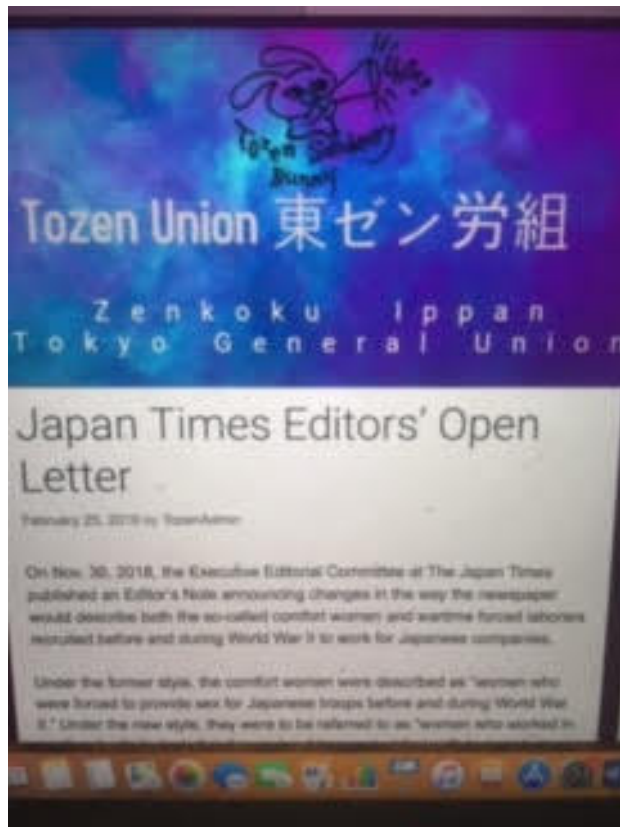 Tozen Solidarity
Bunny
Tozen Union 東ゼン労組
Zenkoku Ippan
Tokyo General Union
Japan Times Editors' Open
Letter
February 25, 2019 by TozenAdmin
On Nov. 30, 2018, the Executive Editorial Committee at The Japan Times
published an Editor's Note announcing changes in the way the newspaper
would describe both the so-called comfort women and wartime forced laborers
recruited before and during World War II to work for Japanese companies.
Under the former style, the comfort women were described as "women who
were forced to provide sex for Japanese troops before and during World War
II." Under the new style, they were to be referred to as "women who worked in